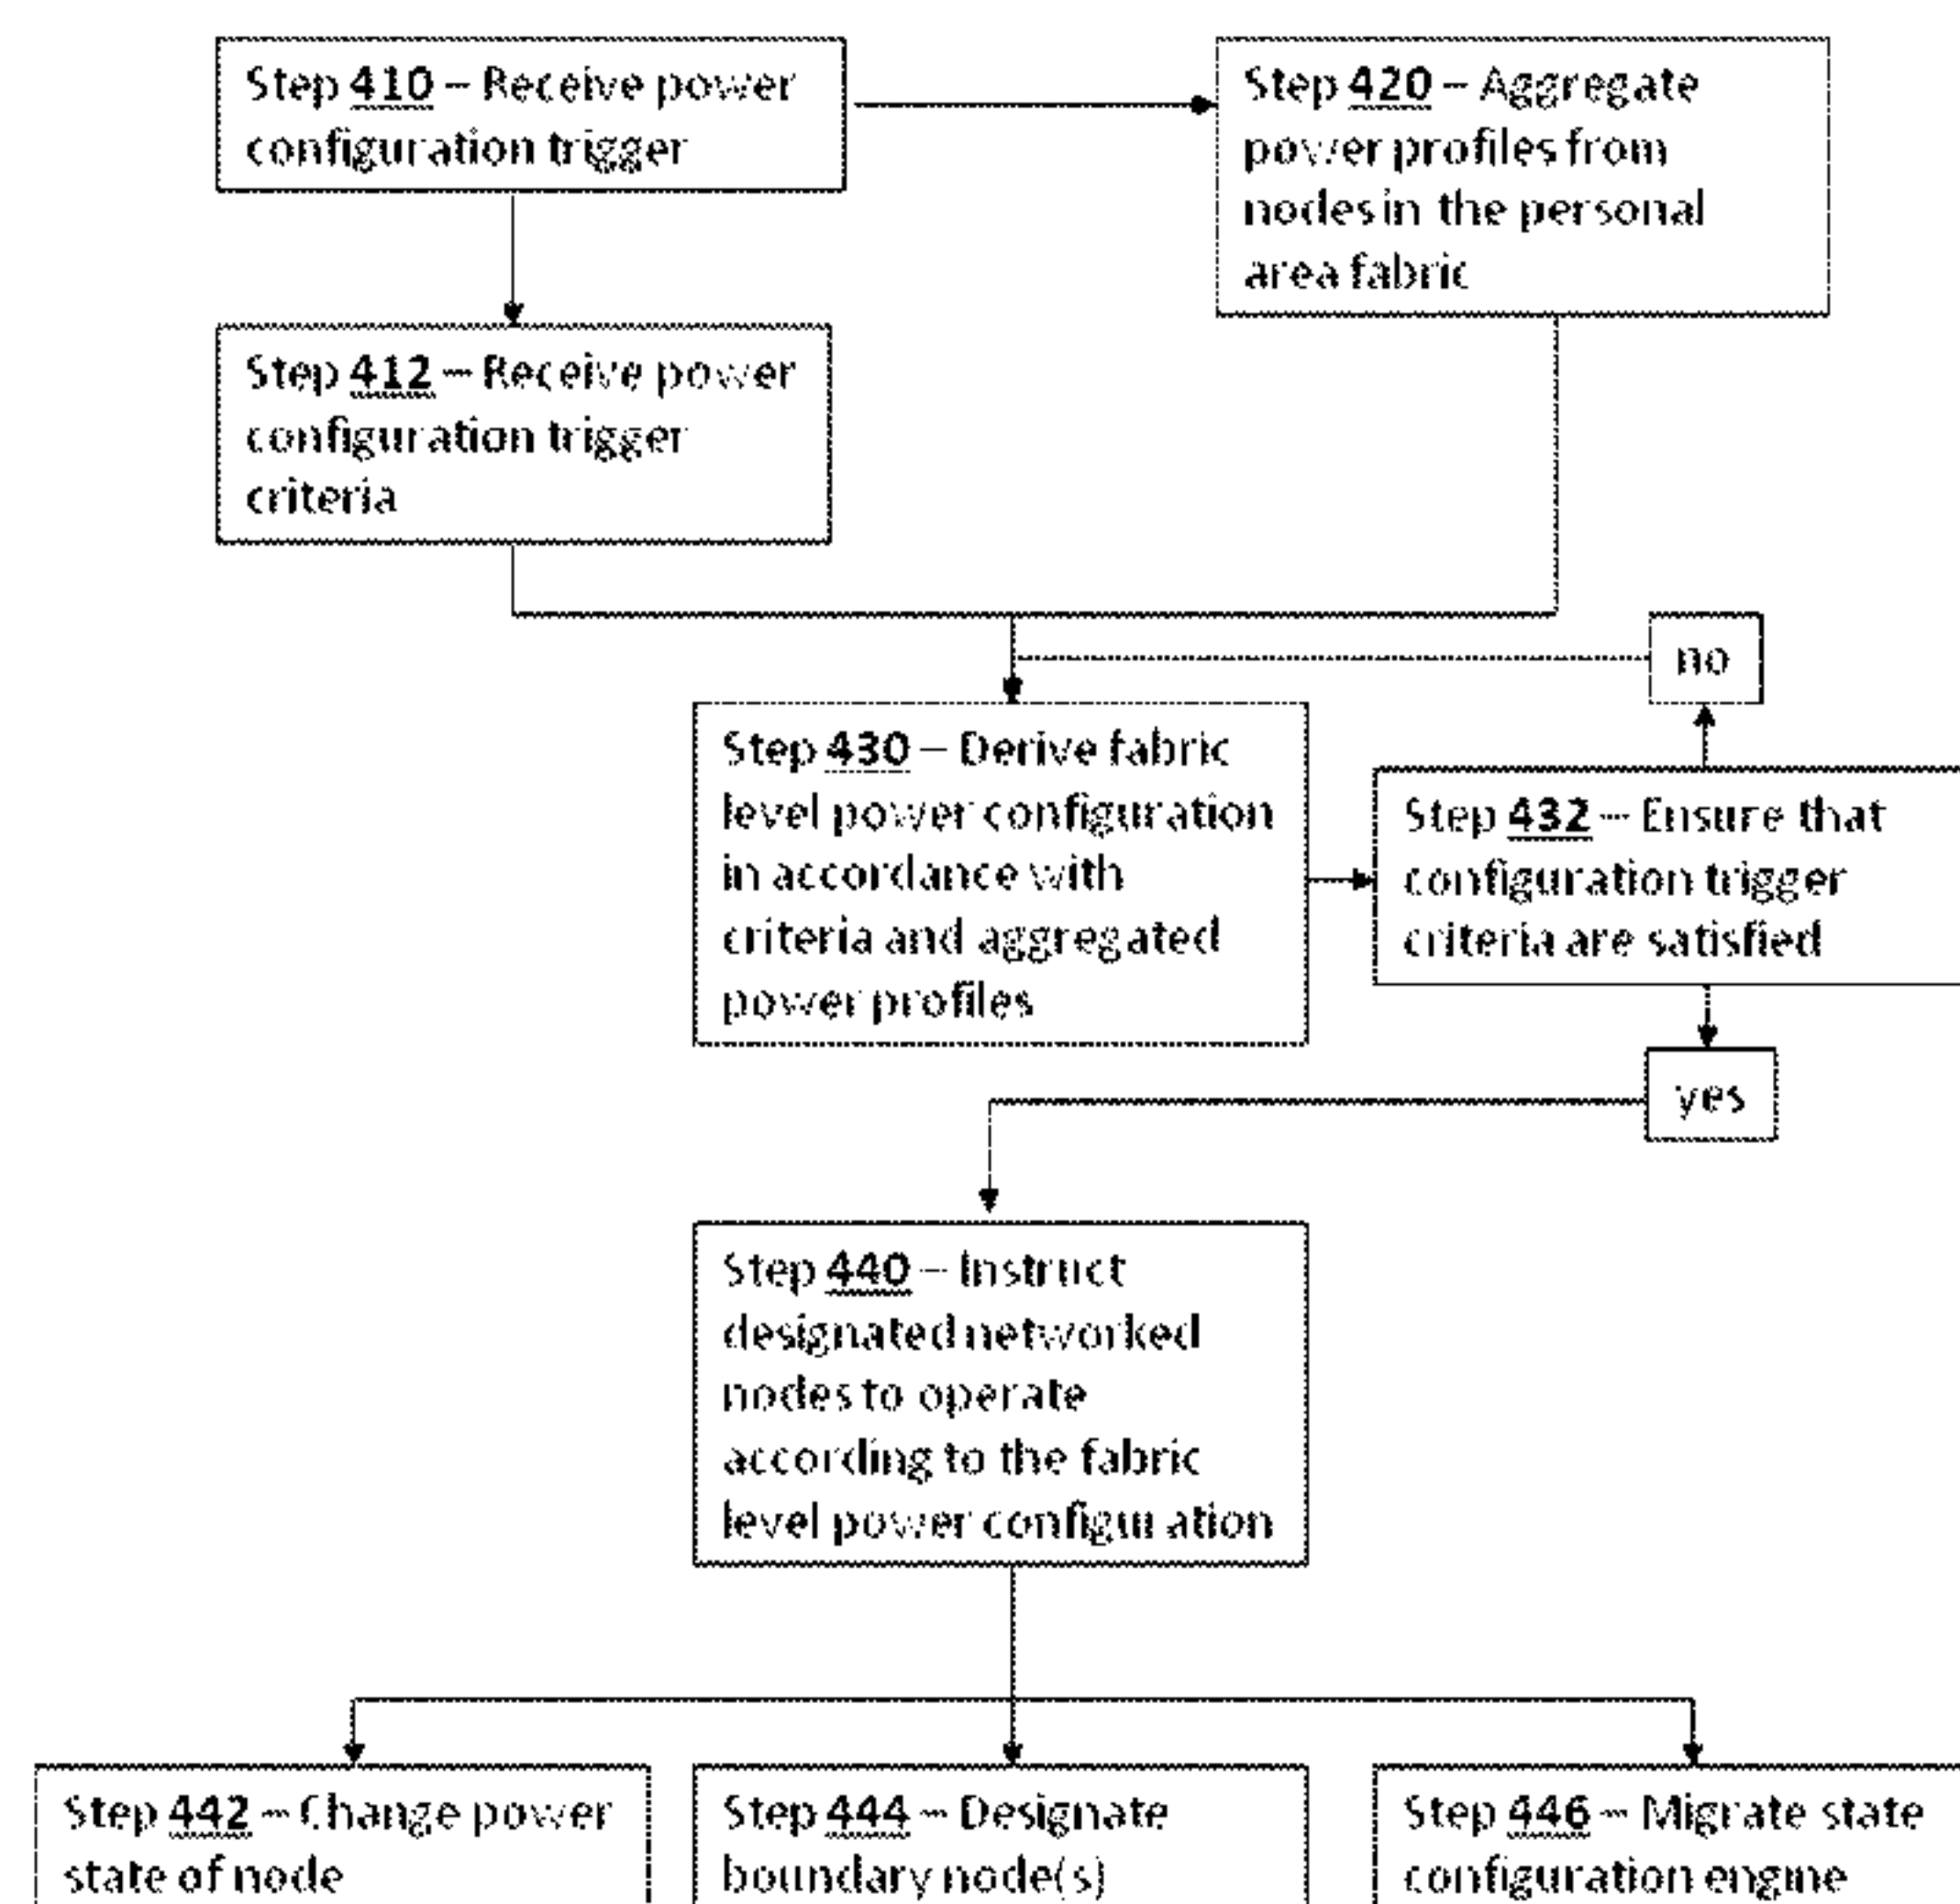 Step 410 – Receive power
configuration trigger
Step 420 – Aggregate
power profiles from
nodes in the personal
area fabric
Step 412 – Receive power
configuration trigger
criteria
no
Step 430 – Derive fabric
level power configuration
in accordance with
criteria and aggregated
power profiles
Step 432 – Ensure that
configuration trigger
criteria are satisfied
yes
Step 440 – Instruct
designated networked
nodes to operate
according to the fabric
level power configuration
Step 442 – Change power
state of node
Step 444 – Designate
boundary node(s)
Step 446 – Migrate state
configuration engine